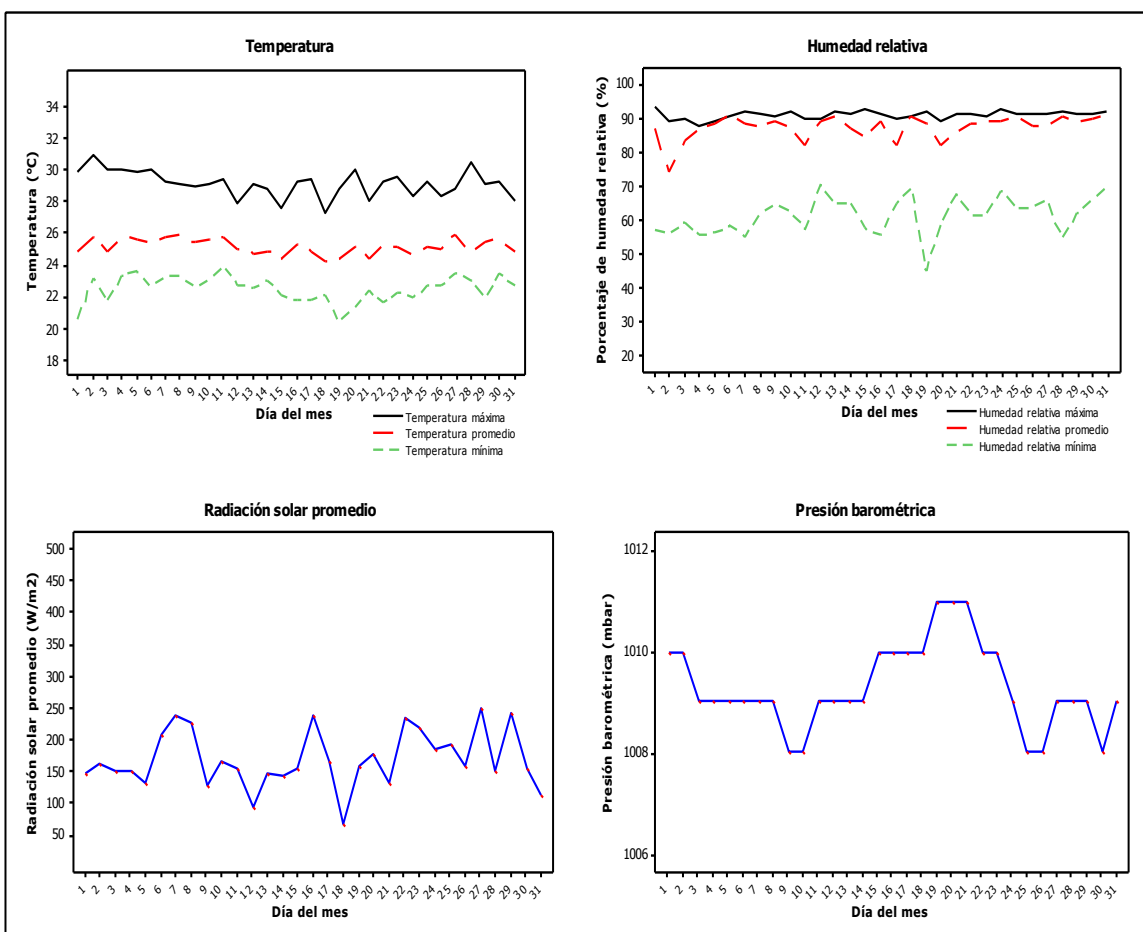 Temperatura
Temperatura (°C)
34
32
30
28
26
24
22
20
18
1 2 3 4 5 6 7 8 9 10 11 12 13 14 15 16 17 18 19 20 21 22 23 24 25 26 27 28 29 30 31
Día del mes
Temperatura máxima
Temperatura promedio
Temperatura mínima
Humedad relativa
Porcentaje de humedad relativa (%)
100
90
80
70
60
50
40
30
20
1 2 3 4 5 6 7 8 9 10 11 12 13 14 15 16 17 18 19 20 21 22 23 24 25 26 27 28 29 30 31
Día del mes
Humedad relativa máxima
Humedad relativa promedio
Humedad relativa mínima
Radiación solar promedio
Radiación solar promedio (W/m2)
500
450
400
350
300
250
200
150
100
50
1 2 3 4 5 6 7 8 9 10 11 12 13 14 15 16 17 18 19 20 21 22 23 24 25 26 27 28 29 30 31
Día del mes
Presión barométrica
Presión barométrica (mbar)
1012
1010
1008
1006
1 2 3 4 5 6 7 8 9 10 11 12 13 14 15 16 17 18 19 20 21 22 23 24 25 26 27 28 29 30 31
Día del mes